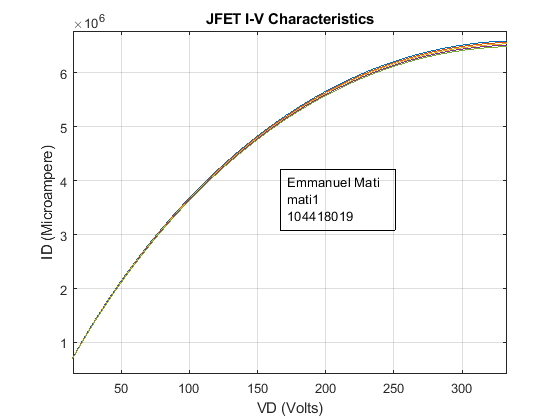 JFET I-V Characteristics
×10^6
ID (Microampere)
6
5
4
3
2
1
Emmanuel Mati
mati1
104418019
50
100
150
200
250
300
VD (Volts)